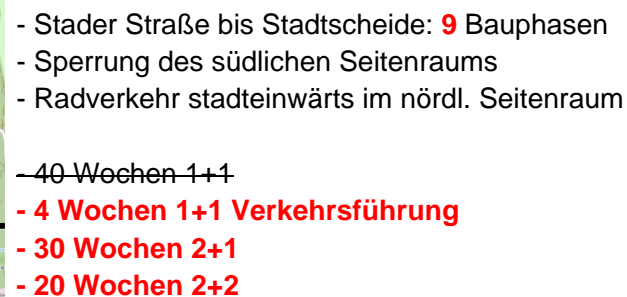 - Stader Straße bis Stadtscheide: 9 Bauphasen
- Sperrung des südlichen Seitenraums
- Radverkehr stadteinwärts im nördl. Seitenraum
- 40 Wochen 1+1
- 4 Wochen 1+1 Verkehrsführung
- 30 Wochen 2+1
- 20 Wochen 2+2